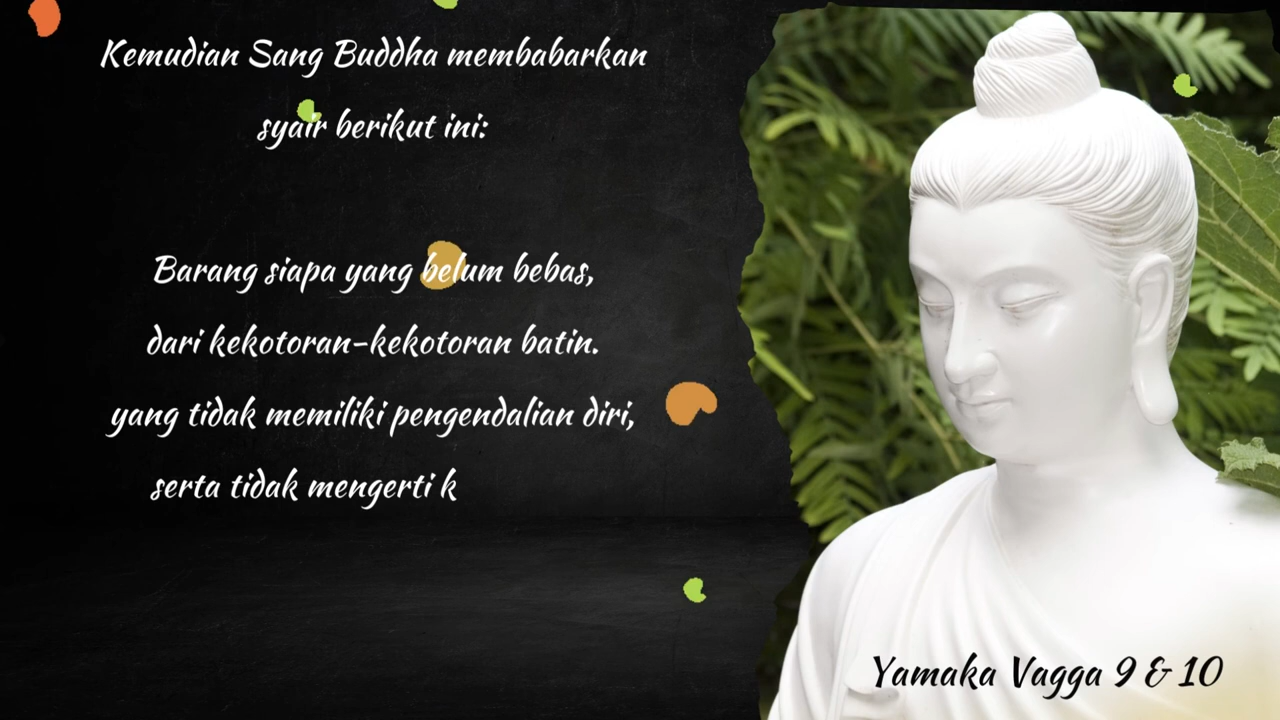 Kemudian Sang Buddha membabarkan
syair berikut ini:
Barang siapa yang belum bebas,
dari kekotoran-kekotoran batin.
yang tidak memiliki pengendalian diri,
serta tidak mengerti k
Yamaka Vagga 9 & 10